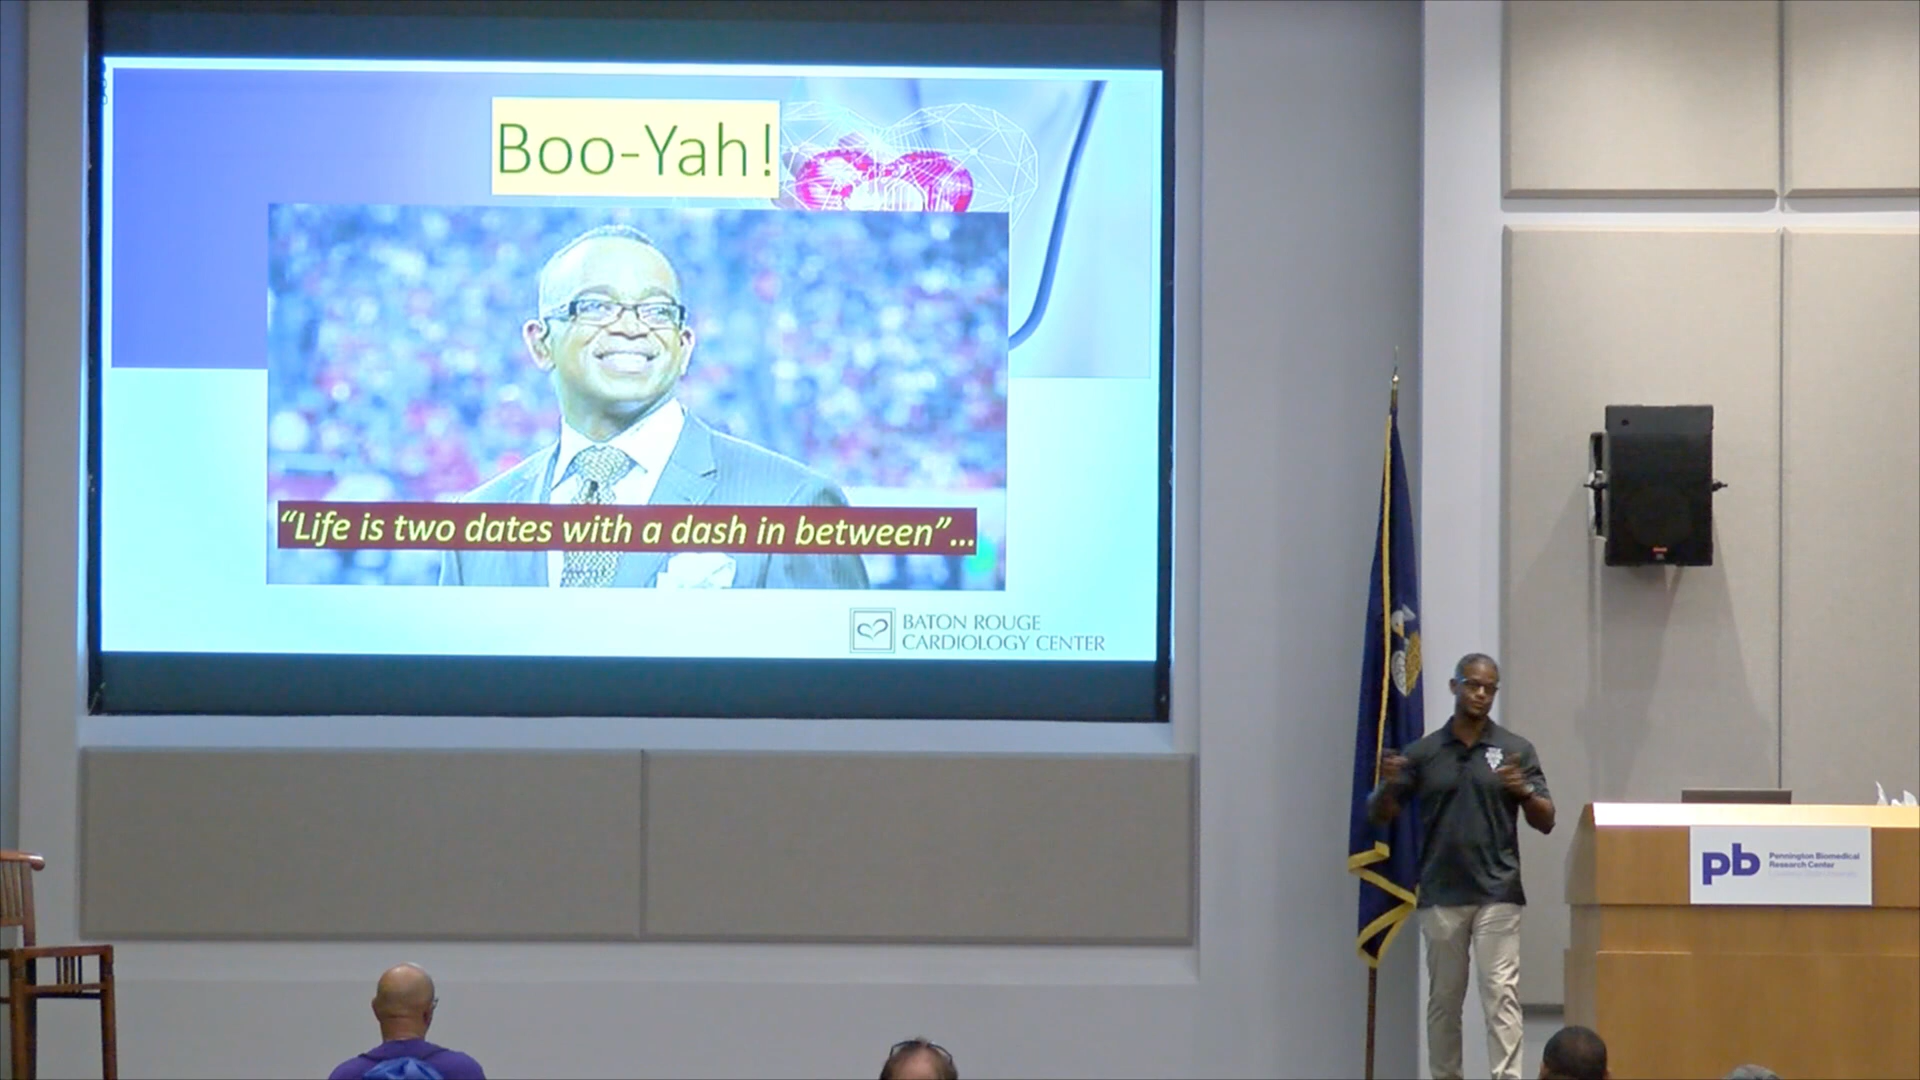 Boo-Yah!
“Life is two dates with a dash in between”...
BATON ROUGE
CARDIOLOGY CENTER
pb
Pennington Biomedical
Research Center